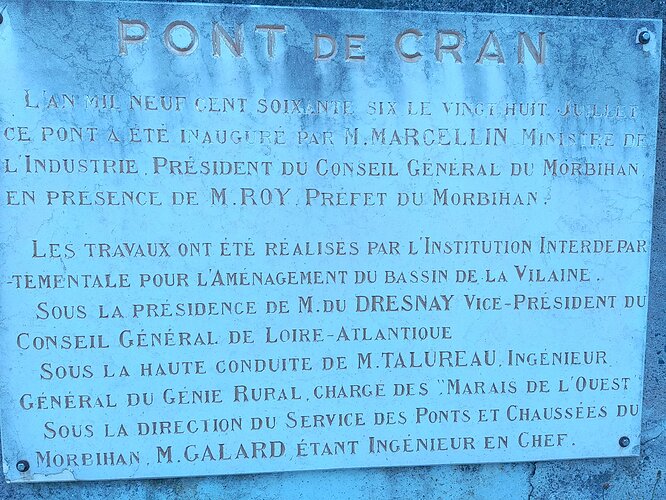 PONT DE CRAN
L'AN MIL NEUF CENT SOIXANTE SIX LE VINGT HUIT JUILLET
CE PONT A ÉTÉ INAUGURÉ PAR M. MARCELLIN, MINISTRE DE
L'INDUSTRIE, PRÉSIDENT DU CONSEIL GÉNÉRAL DU MORBIHAN
EN PRÉSENCE DE M. ROY, PRÉFET DU MORBIHAN.
LES TRAVAUX ONT ÉTÉ RÉALISÉS PAR L'INSTITUTION INTERDEPAR
-TEMENTALE POUR L'AMÉNAGEMENT DU BASSIN DE LA VILAINE.
SOUS LA PRÉSIDENCE DE M. DU DRESNAY VICE-PRÉSIDENT DU
CONSEIL GÉNÉRAL DE LOIRE-ATLANTIQUE
SOUS LA HAUTE CONDUITE DE M. TALUREAU, INGÉNIEUR
GÉNÉRAL DU GÉNIE RURAL, CHARGÉ DES "MARAIS DE L'OUEST"
SOUS LA DIRECTION DU SERVICE DES PONTS ET CHAUSSÉES DU
MORBIHAN, M. GALARD, ÉTANT INGÉNIEUR EN CHEF.